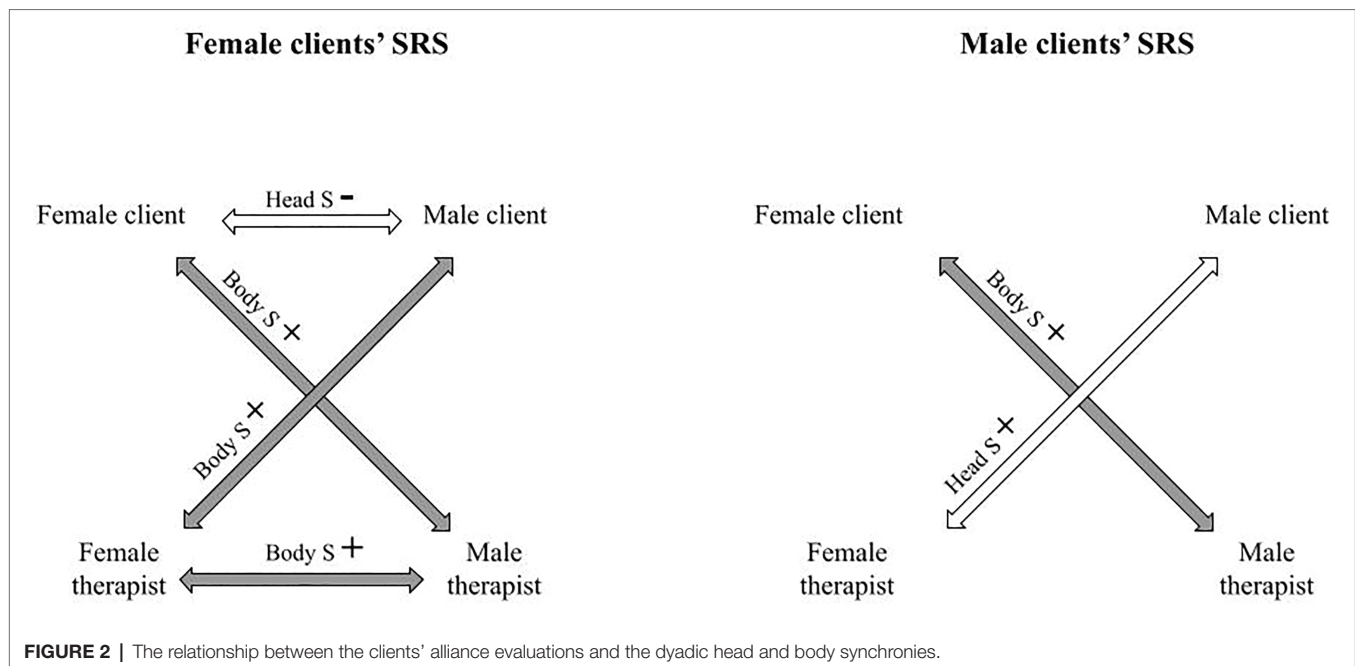 Female clients' SRS
Female client
Head S -
Male client
Body S +
Body S +
Female
therapist
Body S +
Male
therapist
Male clients' SRS
Female client
Male client
Body S +
Head S +
Female
therapist
Male
therapist
FIGURE 2 | The relationship between the clients' alliance evaluations and the dyadic head and body synchronies.